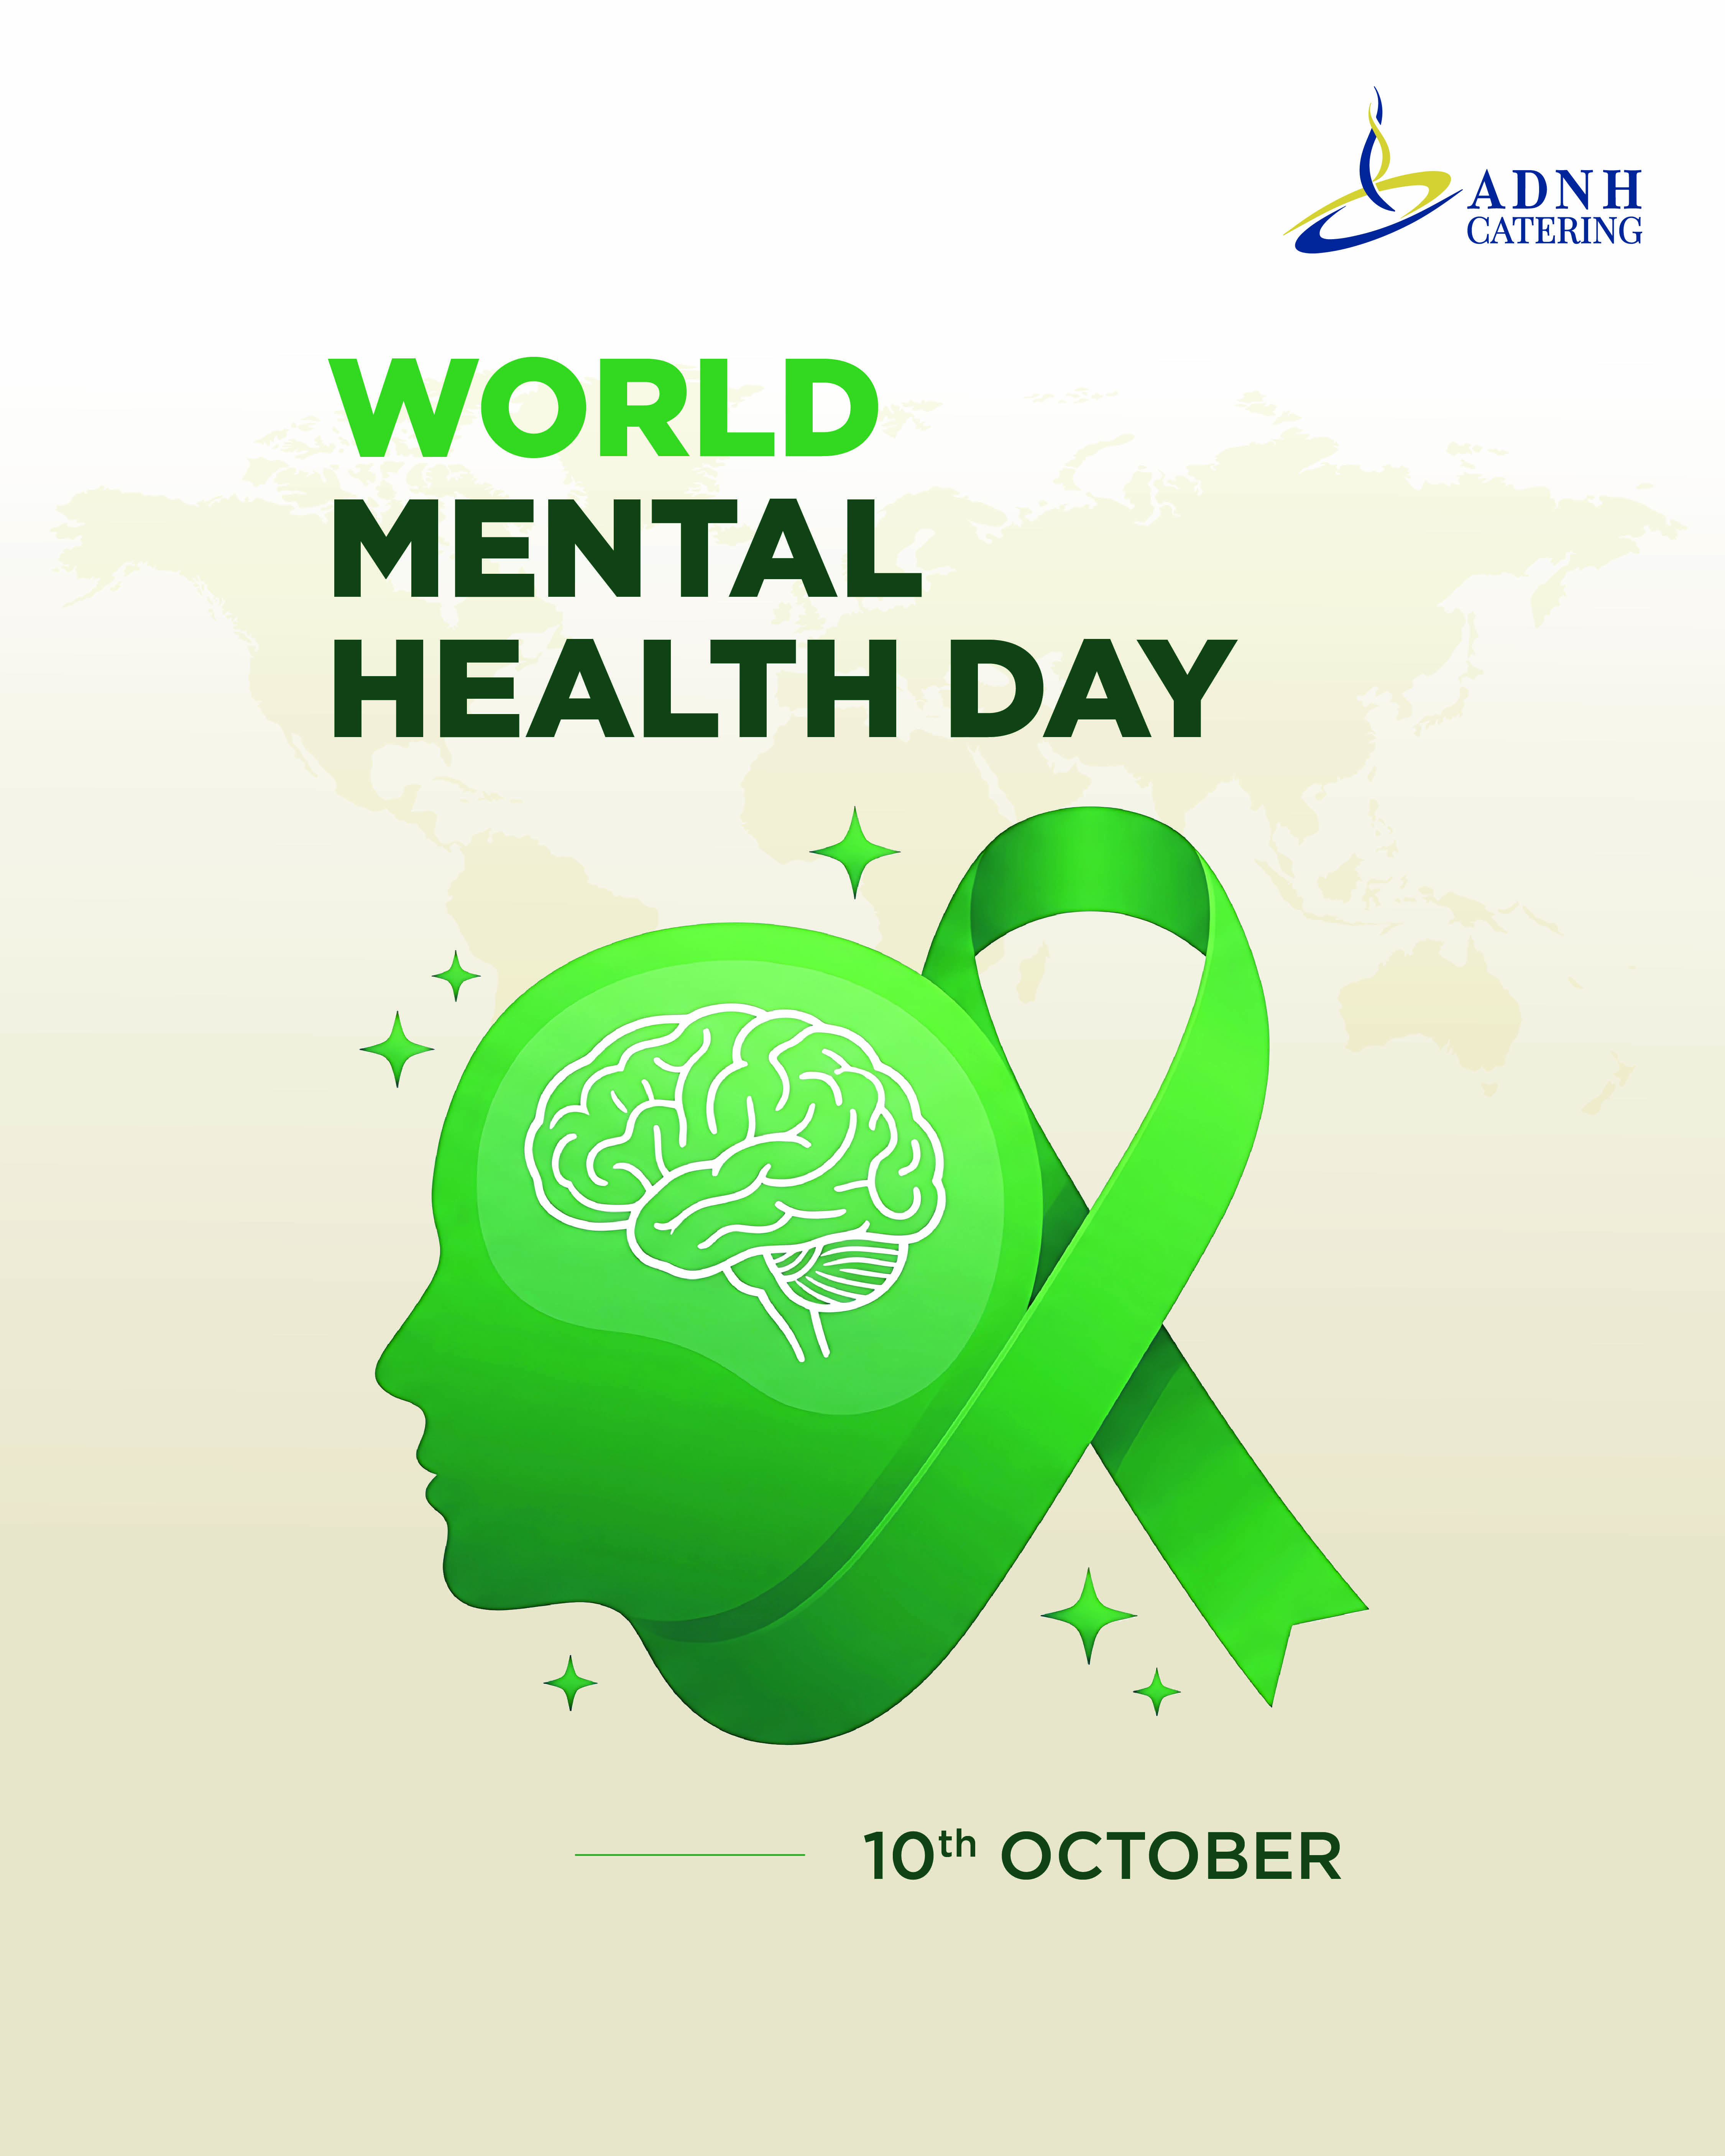 ADNH
CATERING
WORLD
MENTAL
HEALTH DAY
10th OCTOBER